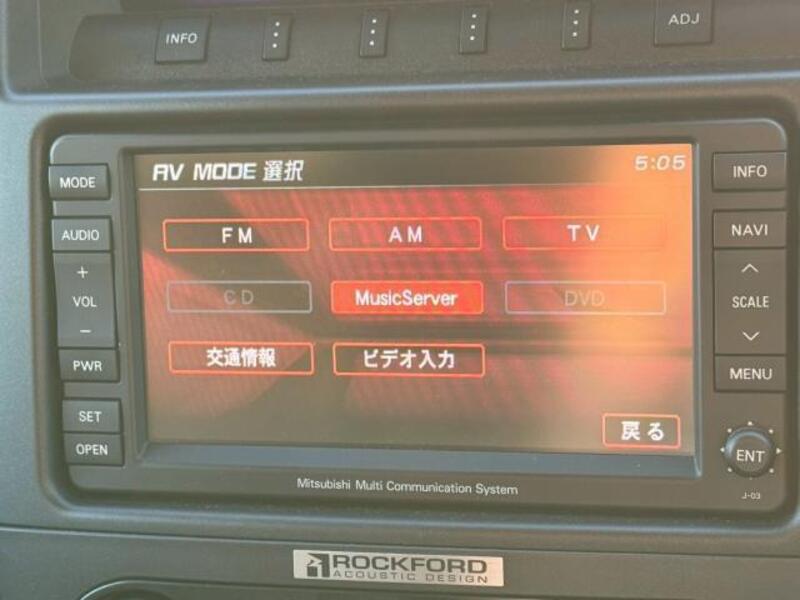 INFO
ADJ
MODE
AUDIO
+
VOL
−
PWR
SET
OPEN
AV MODE 選択 5:05
FM AM TV
CD MusicServer DVD
交通情報 ビデオ入力
戻る
INFO
NAVI
SCALE
MENU
ENT
J-03
Mitsubishi Multi Communication System
ROCKFORD
ACOUSTIC DESIGN